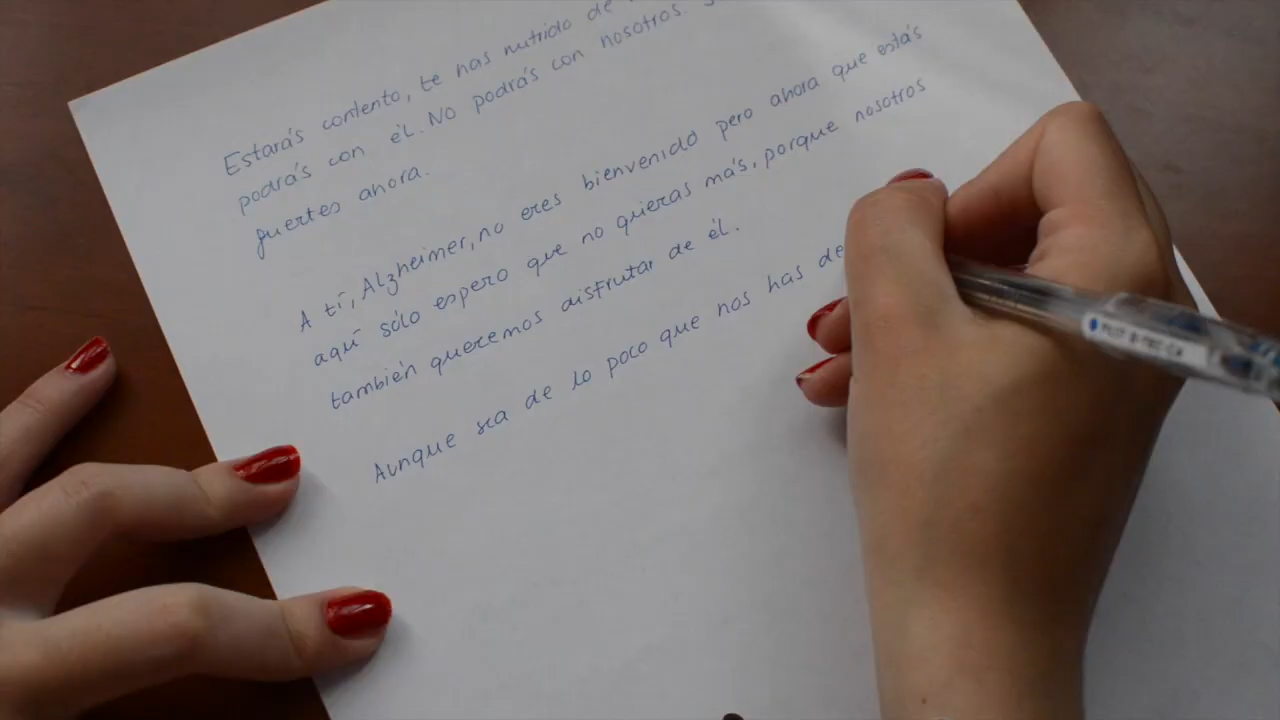 Estarás contento, te has nutrido de
podrás con él. No podrás con nosotros.
fuertes ahora.
A tí, Alzheimer, no eres bienvenido pero ahora que estás
aquí sólo espero que no quieras más, porque nosotros
también queremos disfrutar de él.
Aunque sea de lo poco que nos has de